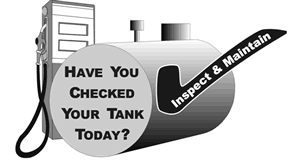 HAVE YOU
CHECKED
YOUR TANK
TODAY?
Inspect & Maintain